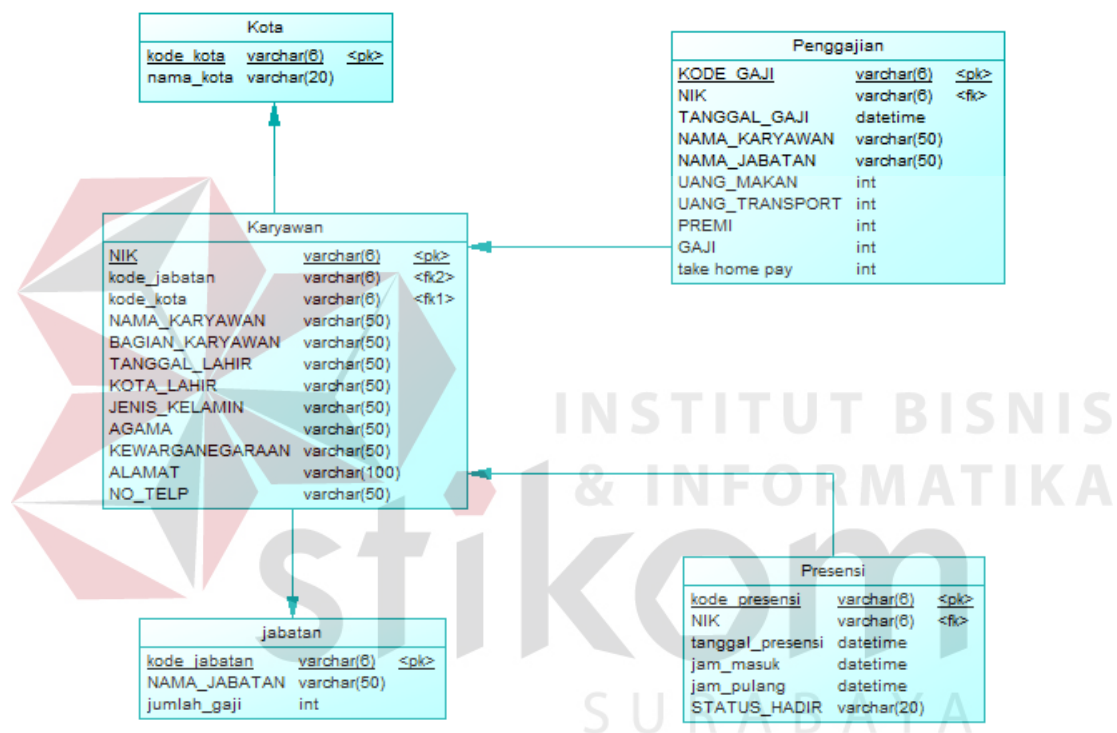 Kota
kode_kota varchar(6) <pk>
nama_kota varchar(20)
Penggajian
KODE_GAJI varchar(6) <pk>
NIK varchar(6) <fk>
TANGGAL_GAJI datetime
NAMA_KARYAWAN varchar(50)
NAMA_JABATAN varchar(50)
UANG_MAKAN int
UANG_TRANSPORT int
PREMI int
GAJI int
take home pay int
Karyawan
NIK varchar(6) <pk>
kode_jabatan varchar(6) <fk2>
kode_kota varchar(6) <fk1>
NAMA_KARYAWAN varchar(50)
BAGIAN_KARYAWAN varchar(50)
TANGGAL_LAHIR varchar(50)
KOTA_LAHIR varchar(50)
JENIS_KELAMIN varchar(50)
AGAMA varchar(50)
KEWARGANEGARAAN varchar(50)
ALAMAT varchar(100)
NO_TELP varchar(50)
INSTITUT BISNIS
& INFORMATIKA
stikom
SURABAYA
jabatan
kode_jabatan varchar(6) <pk>
NAMA_JABATAN varchar(50)
jumlah_gaji int
Presensi
kode_presensi varchar(6) <pk>
NIK varchar(6) <fk>
tanggal_presensi datetime
jam_masuk datetime
jam_pulang datetime
STATUS_HADIR varchar(20)